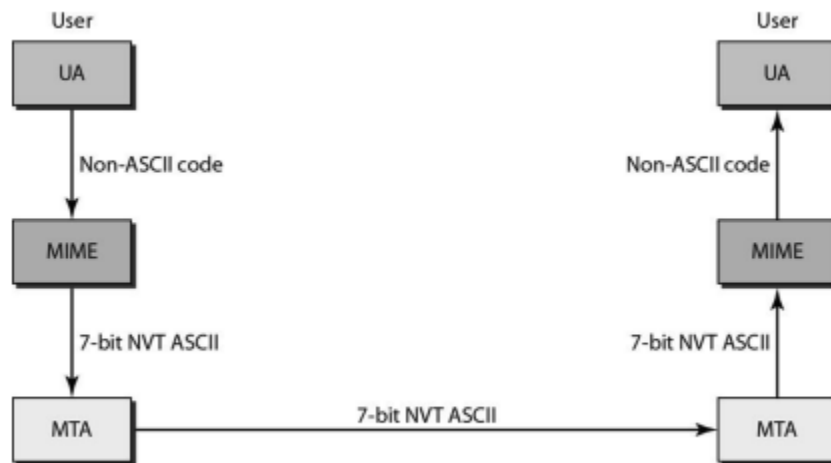 User
User
UA
UA
Non-ASCII code
Non-ASCII code
MIME
MIME
7-bit NVT ASCII
7-bit NVT ASCII
7-bit NVT ASCII
MTA
MTA